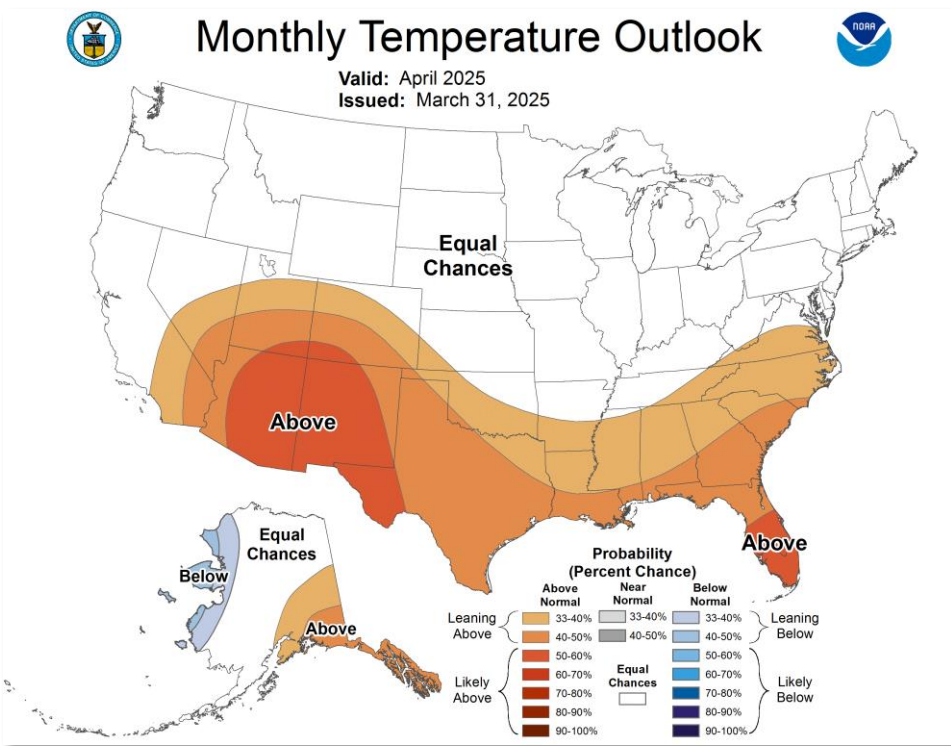 Monthly Temperature Outlook
NOAA
Valid: April 2025
Issued: March 31, 2025
Equal
Chances
Above
Above
Equal
Chances
Below
Above
Probability
(Percent Chance)
Above
Normal
Near
Normal
Below
Normal
Leaning
Above
33-40%
40-50%
33-40%
40-50%
33-40%
40-50%
Leaning
Below
Likely
Above
50-60%
60-70%
70-80%
80-90%
90-100%
Equal
Chances
50-60%
60-70%
70-80%
80-90%
90-100%
Likely
Below